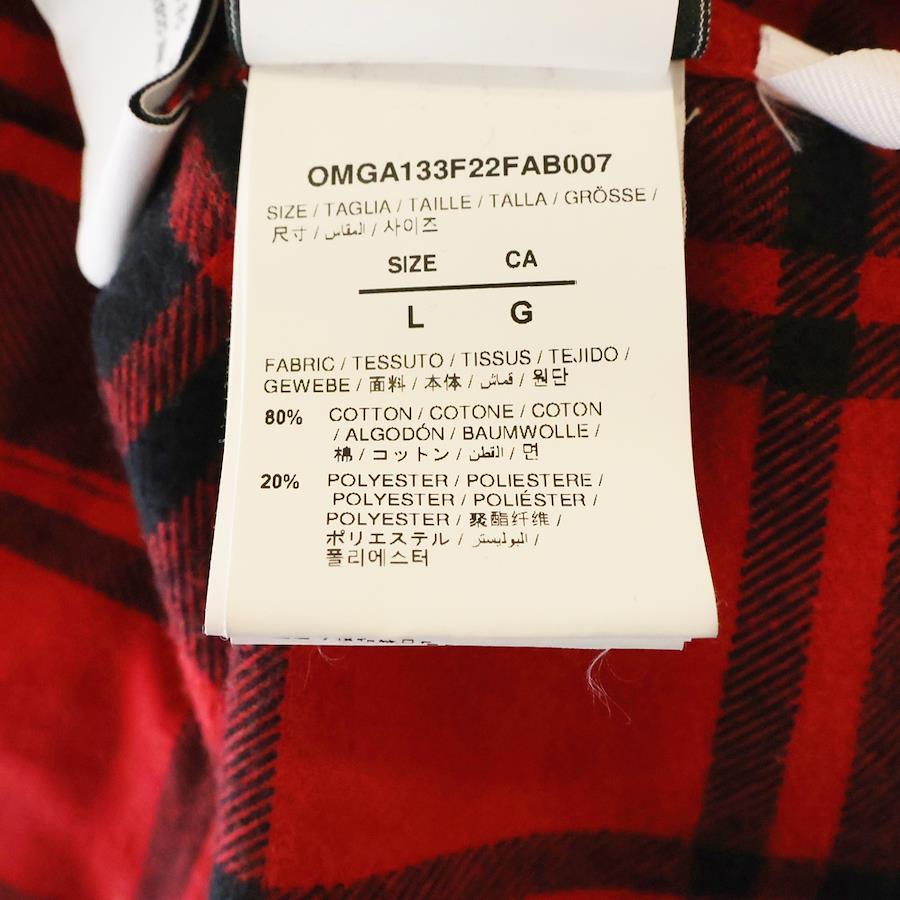 OMGA133F22FAB007
SIZE / TAGLIA / TAILLE / TALLA / GRÖSSE /
尺寸 / المقاس / 사이즈
SIZE CA
L G
FABRIC / TESSUTO / TISSUS / TEJIDO /
GEWEBE / 面料 / 本体 / قماش / 원단
80% COTTON / COTONE / COTON
/ ALGODÓN / BAUMWOLLE /
棉 / コットン / القطن / 면
20% POLYESTER / POLIESTERE /
POLYESTER / POLIÉSTER /
POLYESTER / 聚酯纤维 /
ポリエステル / البوليستر /
폴리에스터